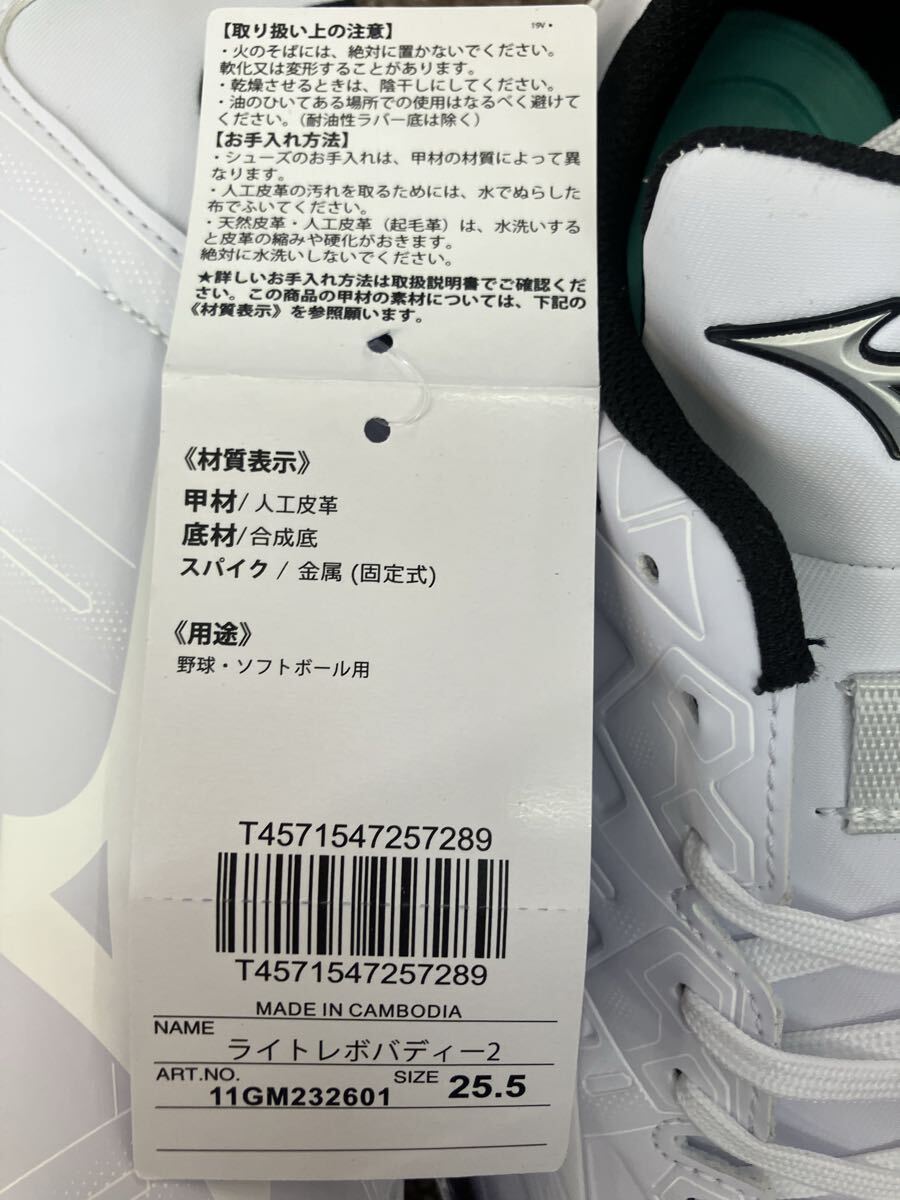 【取り扱い上の注意】
19V・
・火のそばには、絶対に置かないでください。
軟化又は変形することがあります。
・乾燥させるときは、陰干しにしてください。
・油のひいてある場所での使用はなるべく避けて
ください。（耐油性ラバー底は除く）
【お手入れ方法】
・シューズのお手入れは、甲材の材質によって異
なります。
・人工皮革の汚れを取るためには、水でぬらした
布でふいてください。
・天然皮革・人工皮革（起毛革）は、水洗いする
と皮革の縮みや硬化がおきます。
絶対に水洗いしないでください。
★詳しいお手入れ方法は取扱説明書でご確認くだ
さい。この商品の甲材の素材については、下記の
《材質表示》を参照願います。
《材質表示》
甲材/ 人工皮革
底材/合成底
スパイク / 金属 (固定式)
《用途》
野球・ソフトボール用
T4571547257289
T4571547257289
MADE IN CAMBODIA
NAME
ライトレボバディー2
ART.NO. SIZE
11GM232601 25.5